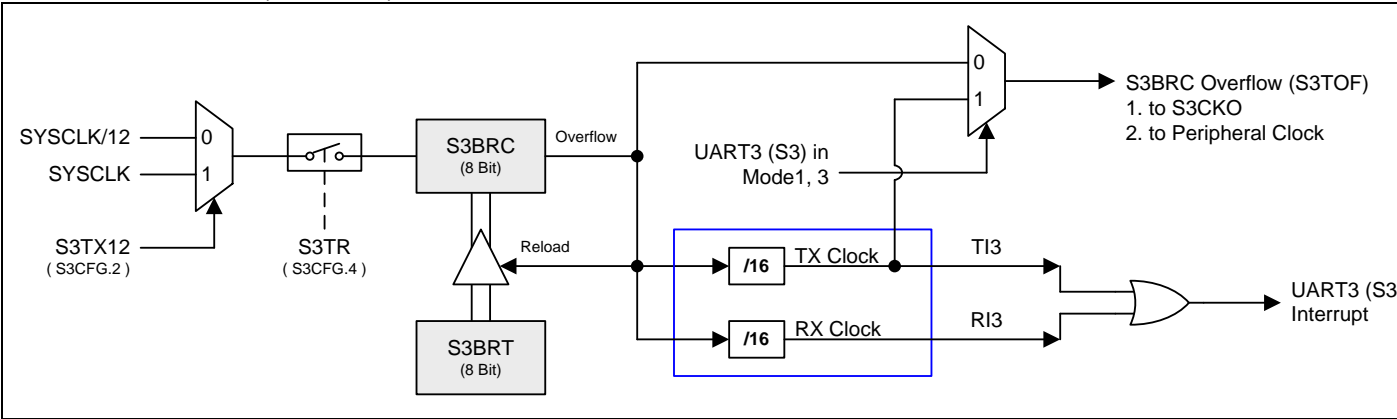 SYSCLK/12
SYSCLK
0
1
S3TX12
( S3CFG.2 )
S3TR
( S3CFG.4 )
S3BRC
(8 Bit)
Overflow
Reload
S3BRT
(8 Bit)
UART3 (S3) in
Mode1, 3
0
1
S3BRC Overflow (S3TOF)
1. to S3CKO
2. to Peripheral Clock
/16
TX Clock
TI3
/16
RX Clock
RI3
UART3 (S3
Interrupt